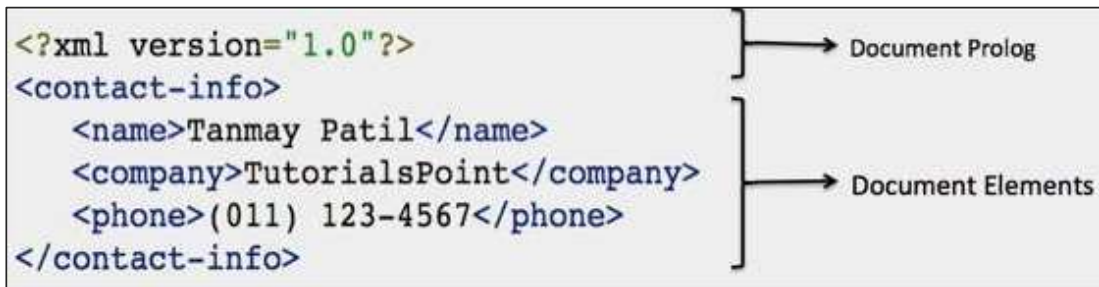 <?xml version="1.0"?>
Document Prolog
<contact-info>
<name>Tanmay Patil</name>
<company>TutorialsPoint</company>
<phone>(011) 123-4567</phone>
Document Elements
</contact-info>